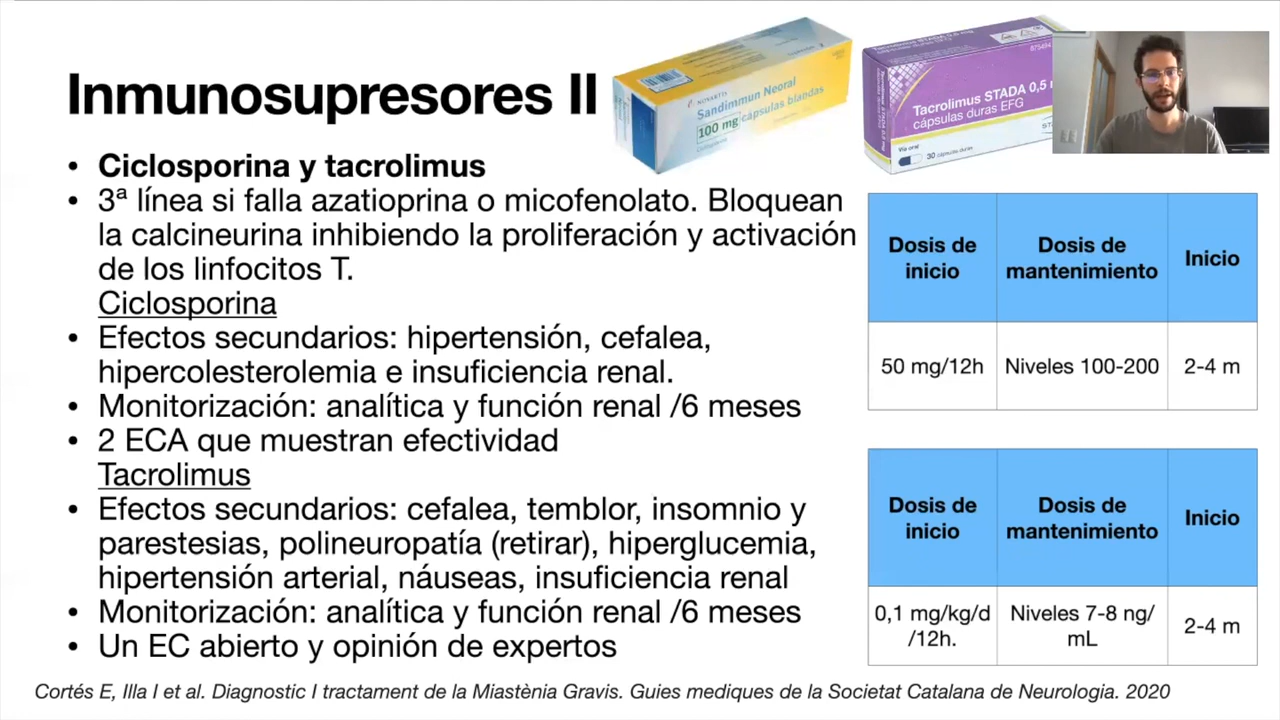 Inmunosupresores II
NOVARTIS
Sandimmun Neoral
100 mg cápsulas blandas
875484
Tacrolimus STADA 0,5
cápsulas duras EFG
Vía oral
30 cápsulas duras
• Ciclosporina y tacrolimus
• 3ª línea si falla azatioprina o micofenolato. Bloquean
la calcineurina inhibiendo la proliferación y activación
de los linfocitos T.
Ciclosporina
• Efectos secundarios: hipertensión, cefalea,
hipercolesterolemia e insuficiencia renal.
• Monitorización: analítica y función renal /6 meses
• 2 ECA que muestran efectividad
Tacrolimus
• Efectos secundarios: cefalea, temblor, insomnio y
parestesias, polineuropatía (retirar), hiperglucemia,
hipertensión arterial, náuseas, insuficiencia renal
• Monitorización: analítica y función renal /6 meses
• Un EC abierto y opinión de expertos
Dosis de inicio Dosis de mantenimiento Inicio
50 mg/12h Niveles 100-200 2-4 m
Dosis de inicio Dosis de mantenimiento Inicio
0,1 mg/kg/d /12h. Niveles 7-8 ng/mL 2-4 m
Cortés E, Illa I et al. Diagnostic I tractament de la Miastènia Gravis. Guies mediques de la Societat Catalana de Neurologia. 2020